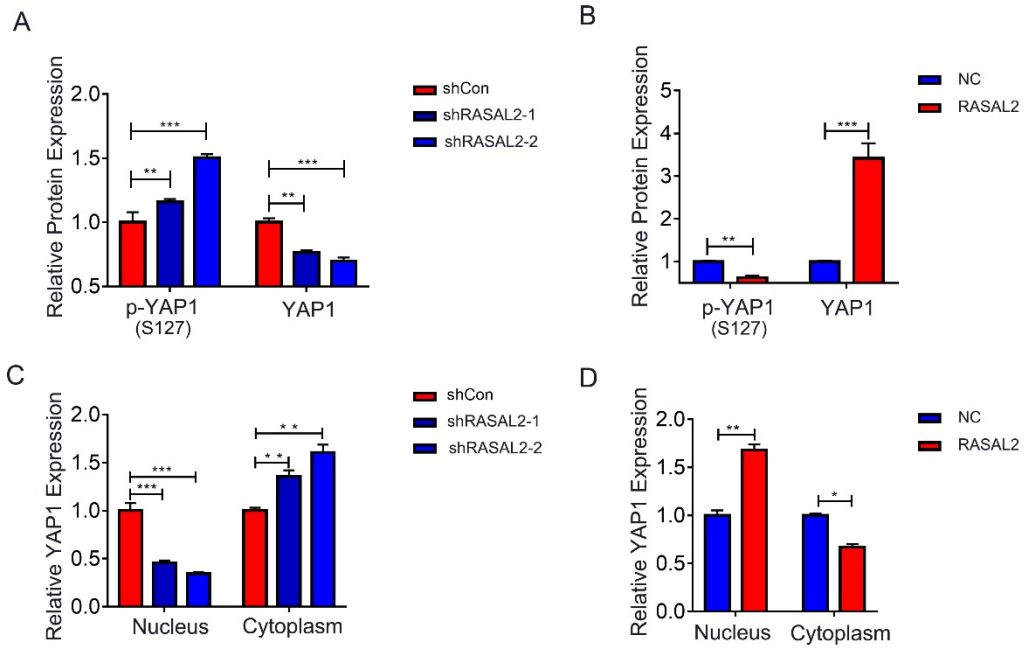 A
Relative Protein Expression
2.0
1.5
1.0
0.5
***
**
***
**
p-YAP1
(S127)
YAP1
shCon
shRASAL2-1
shRASAL2-2
B
Relative Protein Expression
5
4
3
2
1
**
***
p-YAP1
(S127)
YAP1
NC
RASAL2
C
Relative YAP1 Expression
2.0
1.5
1.0
0.5
0.0
***
***
* *
* *
Nucleus
Cytoplasm
shCon
shRASAL2-1
shRASAL2-2
D
Relative YAP1 Expression
2.0
1.5
1.0
0.5
0.0
**
*
Nucleus
Cytoplasm
NC
RASAL2